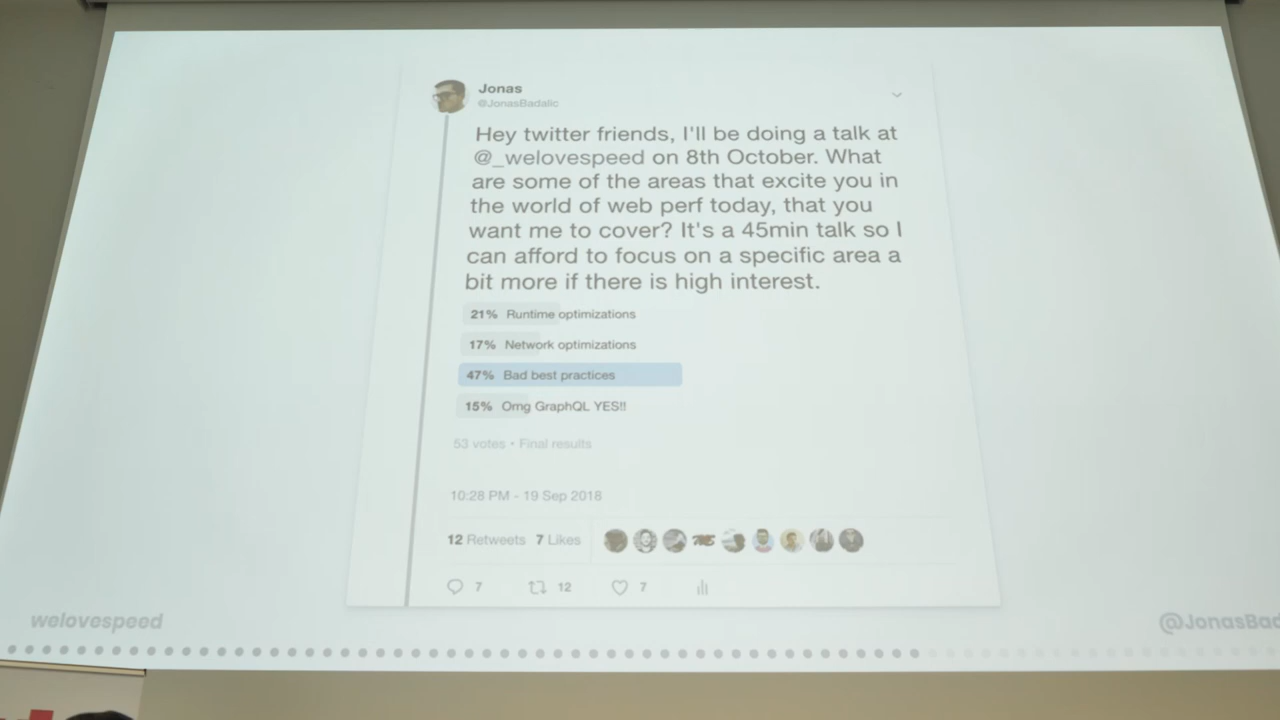 Jonas
@JonasBadalic
Hey twitter friends, I'll be doing a talk at
@_welovespeed on 8th October. What
are some of the areas that excite you in
the world of web perf today, that you
want me to cover? It's a 45min talk so I
can afford to focus on a specific area a
bit more if there is high interest.
21% Runtime optimizations
17% Network optimizations
47% Bad best practices
15% Omg GraphQL YES!!
53 votes • Final results
10:28 PM - 19 Sep 2018
12 Retweets 7 Likes
7 12 7
welovespeed
@JonasBad